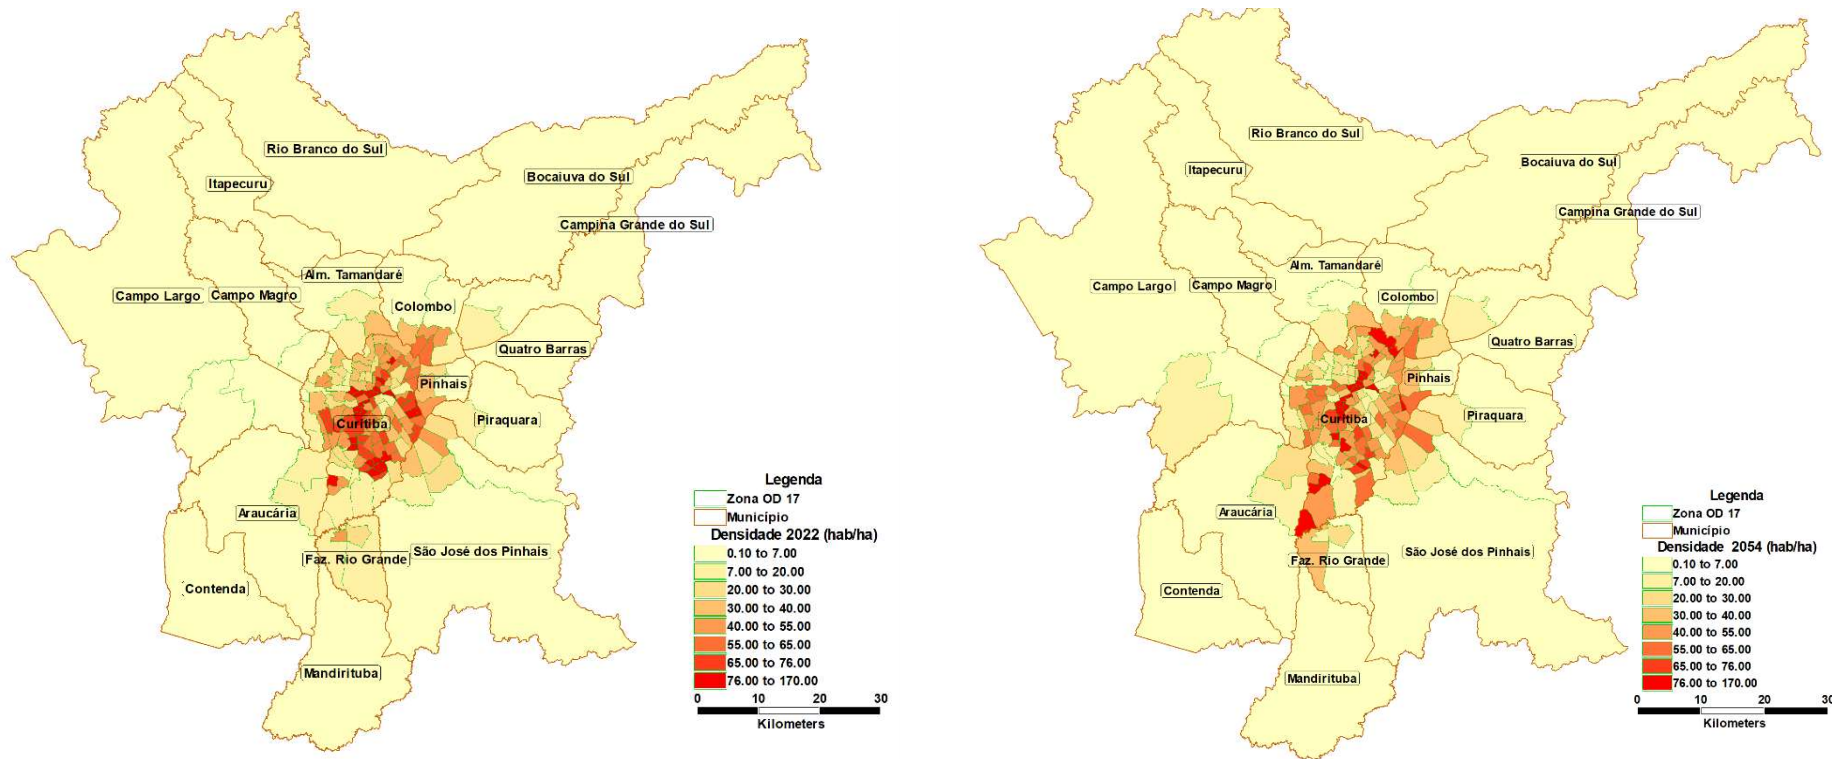 Rio Branco do Sul
Itapecuru
Bocaiuva do Sul
Campina Grande do Sul
Alm. Tamandaré
Campo Largo
Campo Magro
Colombo
Quatro Barras
Pinhais
Piraquara
Curitiba
Araucária
Faz. Rio Grande
São José dos Pinhais
Contenda
Mandirituba
Legenda
Zona OD 17
Município
Densidade 2022 (hab/ha)
0.10 to 7.00
7.00 to 20.00
20.00 to 30.00
30.00 to 40.00
40.00 to 55.00
55.00 to 65.00
65.00 to 76.00
76.00 to 170.00
0 10 20 30
Kilometers
Rio Branco do Sul
Itapecuru
Bocaiuva do Sul
Campina Grande do Sul
Alm. Tamandaré
Campo Largo
Campo Magro
Colombo
Quatro Barras
Pinhais
Piraquara
Curitiba
Araucária
Faz. Rio Grande
São José dos Pinhais
Contenda
Mandirituba
Legenda
Zona OD 17
Município
Densidade 2054 (hab/ha)
0.10 to 7.00
7.00 to 20.00
20.00 to 30.00
30.00 to 40.00
40.00 to 55.00
55.00 to 65.00
65.00 to 76.00
76.00 to 170.00
0 10 20 30
Kilometers